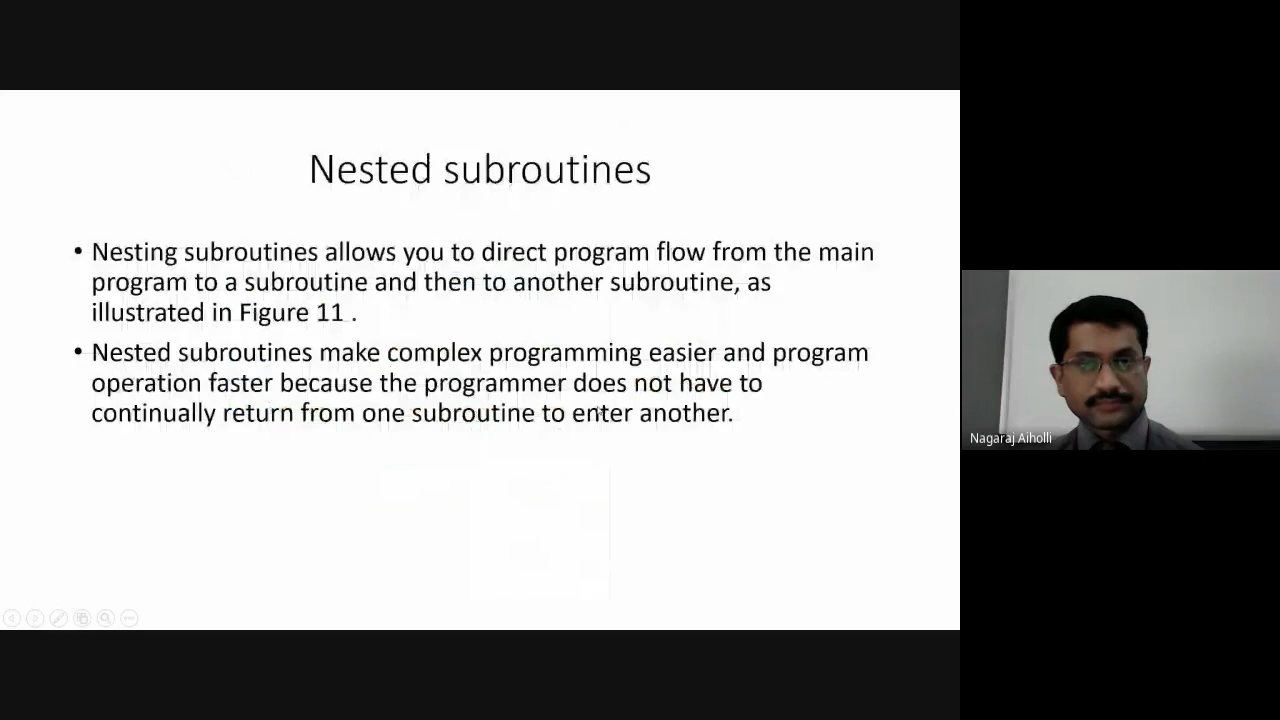 Nested subroutines
• Nesting subroutines allows you to direct program flow from the main
program to a subroutine and then to another subroutine, as
illustrated in Figure 11 .
• Nested subroutines make complex programming easier and program
operation faster because the programmer does not have to
continually return from one subroutine to enter another.
Nagaraj Aiholli